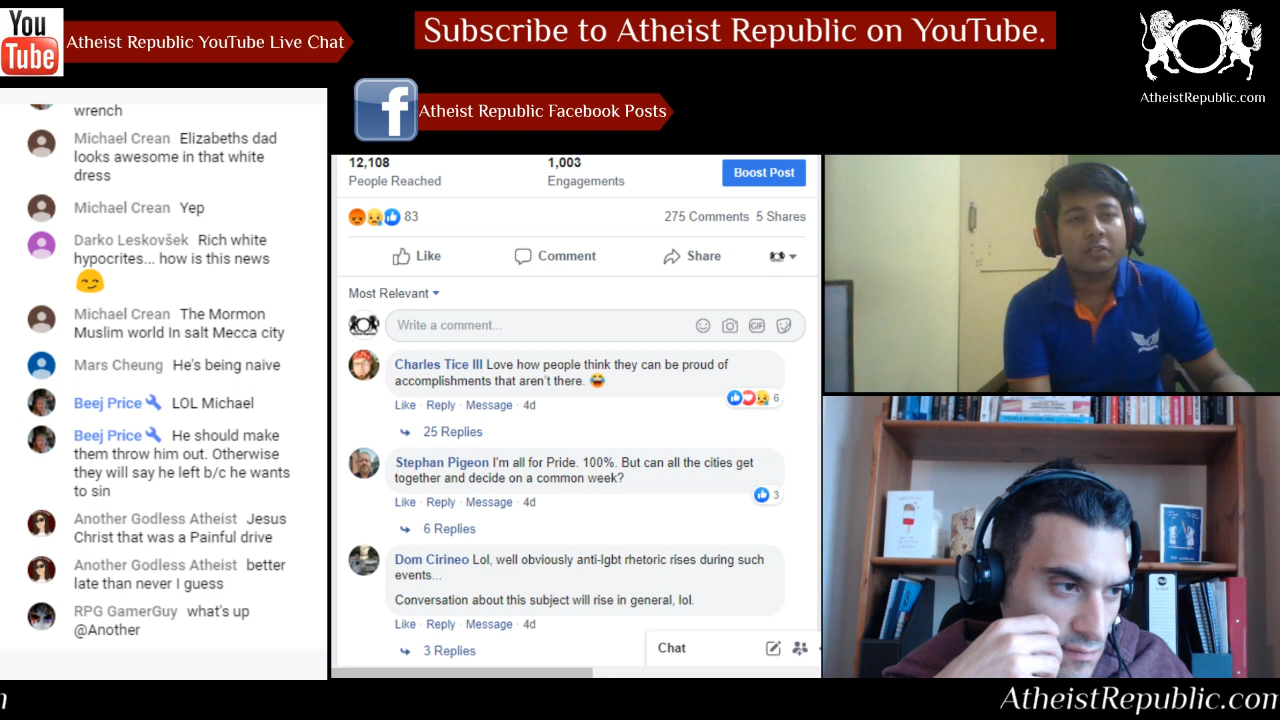 You
Tube
Atheist Republic YouTube Live Chat
Subscribe to Atheist Republic on YouTube.
AtheistRepublic.com
f
Atheist Republic Facebook Posts
wrench
Michael Crean Elizabeths dad
looks awesome in that white
dress
Michael Crean Yep
Darko Leskovšek Rich white
hypocrites... how is this news
Michael Crean The Mormon
Muslim world In salt Mecca city
Mars Cheung He's being naive
Beej Price LOL Michael
Beej Price He should make
them throw him out. Otherwise
they will say he left b/c he wants
to sin
Another Godless Atheist Jesus
Christ that was a Painful drive
Another Godless Atheist better
late than never I guess
RPG GamerGuy what's up
@Another
12,108 1,003
People Reached Engagements Boost Post
83 275 Comments 5 Shares
Like Comment Share
Most Relevant
Write a comment... GIF
Charles Tice III Love how people think they can be proud of
accomplishments that aren't there.
6
Like · Reply · Message · 4d
25 Replies
Stephan Pigeon I'm all for Pride. 100%. But can all the cities get
together and decide on a common week?
3
Like · Reply · Message · 4d
6 Replies
Dom Cirineo Lol, well obviously anti-lgbt rhetoric rises during such
events...
Conversation about this subject will rise in general, lol.
Like · Reply · Message · 4d
3 Replies
Chat
n
AtheistRepublic.com